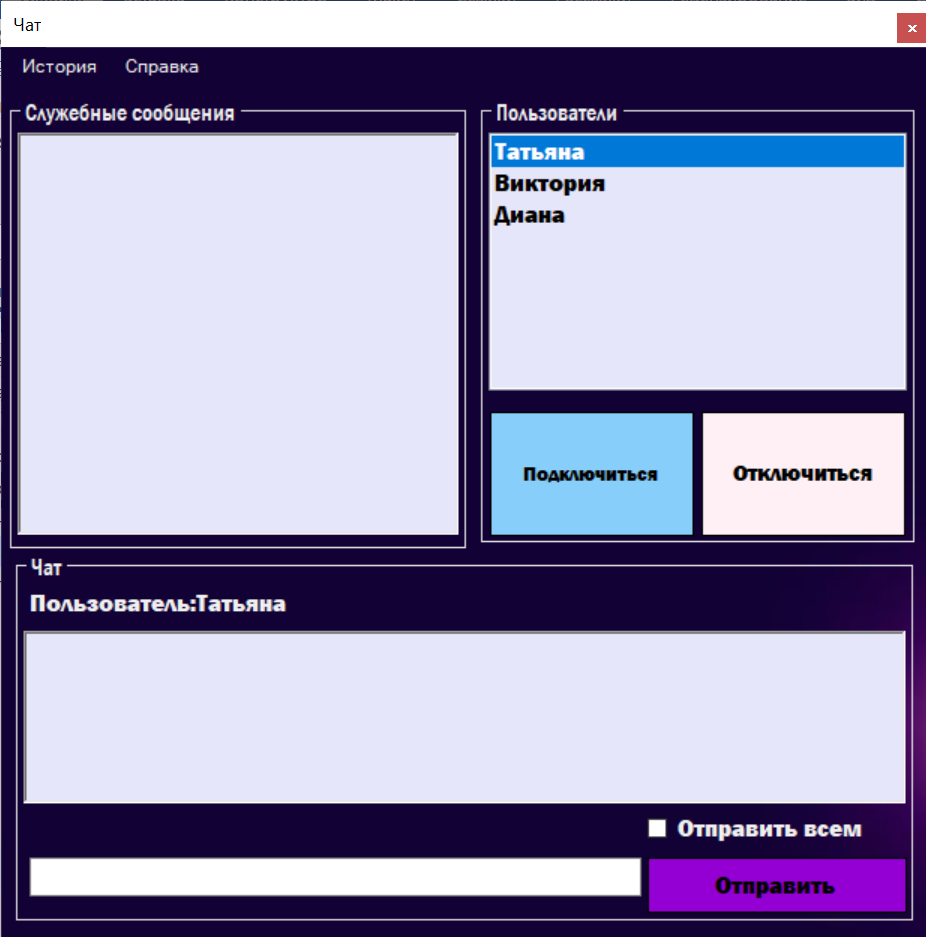 Чат
История Справка
Служебные сообщения
Пользователи
Татьяна
Виктория
Диана
Подключиться
Отключиться
Чат
Пользователь:Татьяна
Отправить всем
Отправить